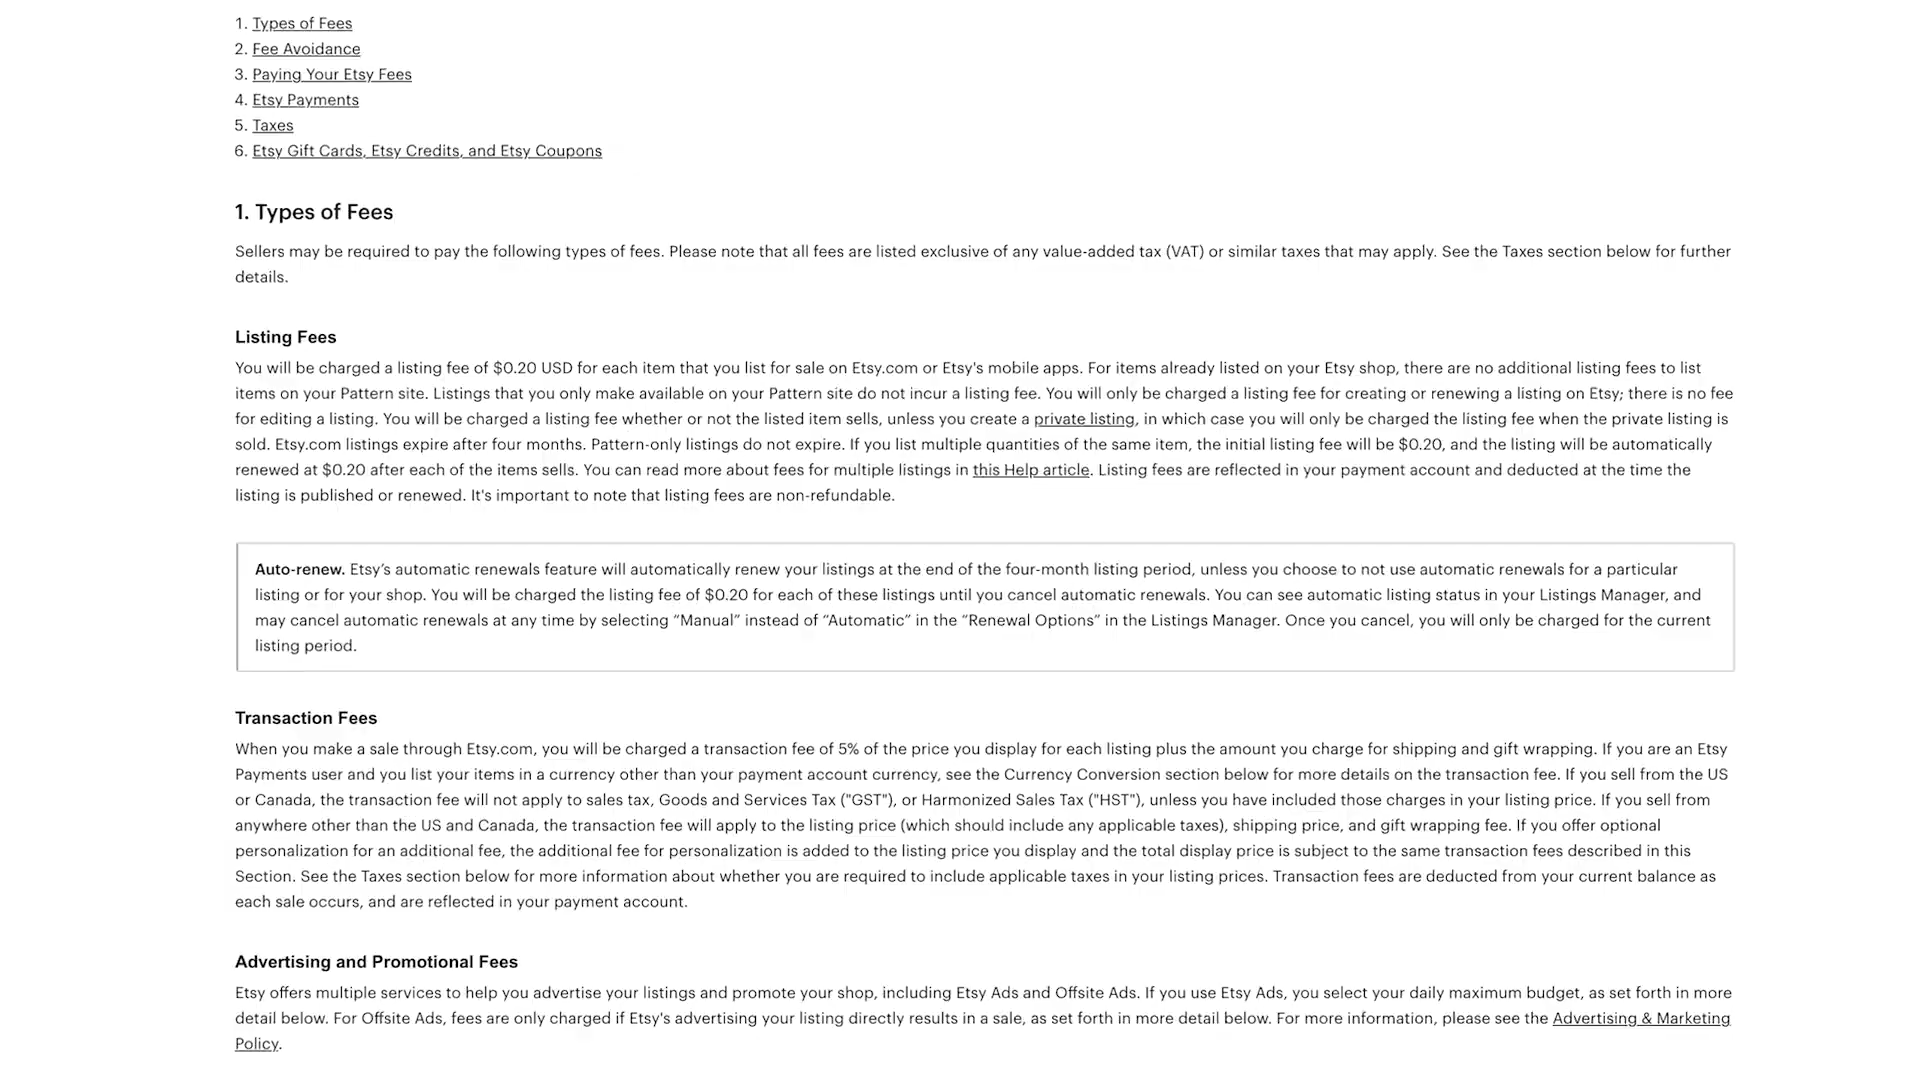 1. Types of Fees
2. Fee Avoidance
3. Paying Your Etsy Fees
4. Etsy Payments
5. Taxes
6. Etsy Gift Cards, Etsy Credits, and Etsy Coupons
1. Types of Fees
Sellers may be required to pay the following types of fees. Please note that all fees are listed exclusive of any value-added tax (VAT) or similar taxes that may apply. See the Taxes section below for further
details.
Listing Fees
You will be charged a listing fee of $0.20 USD for each item that you list for sale on Etsy.com or Etsy's mobile apps. For items already listed on your Etsy shop, there are no additional listing fees to list
items on your Pattern site. Listings that you only make available on your Pattern site do not incur a listing fee. You will only be charged a listing fee for creating or renewing a listing on Etsy; there is no fee
for editing a listing. You will be charged a listing fee whether or not the listed item sells, unless you create a private listing, in which case you will only be charged the listing fee when the private listing is
sold. Etsy.com listings expire after four months. Pattern-only listings do not expire. If you list multiple quantities of the same item, the initial listing fee will be $0.20, and the listing will be automatically
renewed at $0.20 after each of the items sells. You can read more about fees for multiple listings in this Help article. Listing fees are reflected in your payment account and deducted at the time the
listing is published or renewed. It's important to note that listing fees are non-refundable.
Auto-renew. Etsy’s automatic renewals feature will automatically renew your listings at the end of the four-month listing period, unless you choose to not use automatic renewals for a particular
listing or for your shop. You will be charged the listing fee of $0.20 for each of these listings until you cancel automatic renewals. You can see automatic listing status in your Listings Manager, and
may cancel automatic renewals at any time by selecting “Manual” instead of “Automatic” in the “Renewal Options” in the Listings Manager. Once you cancel, you will only be charged for the current
listing period.
Transaction Fees
When you make a sale through Etsy.com, you will be charged a transaction fee of 5% of the price you display for each listing plus the amount you charge for shipping and gift wrapping. If you are an Etsy
Payments user and you list your items in a currency other than your payment account currency, see the Currency Conversion section below for more details on the transaction fee. If you sell from the US
or Canada, the transaction fee will not apply to sales tax, Goods and Services Tax ("GST"), or Harmonized Sales Tax ("HST"), unless you have included those charges in your listing price. If you sell from
anywhere other than the US and Canada, the transaction fee will apply to the listing price (which should include any applicable taxes), shipping price, and gift wrapping fee. If you offer optional
personalization for an additional fee, the additional fee for personalization is added to the listing price you display and the total display price is subject to the same transaction fees described in this
Section. See the Taxes section below for more information about whether you are required to include applicable taxes in your listing prices. Transaction fees are deducted from your current balance as
each sale occurs, and are reflected in your payment account.
Advertising and Promotional Fees
Etsy offers multiple services to help you advertise your listings and promote your shop, including Etsy Ads and Offsite Ads. If you use Etsy Ads, you select your daily maximum budget, as set forth in more
detail below. For Offsite Ads, fees are only charged if Etsy's advertising your listing directly results in a sale, as set forth in more detail below. For more information, please see the Advertising & Marketing
Policy.